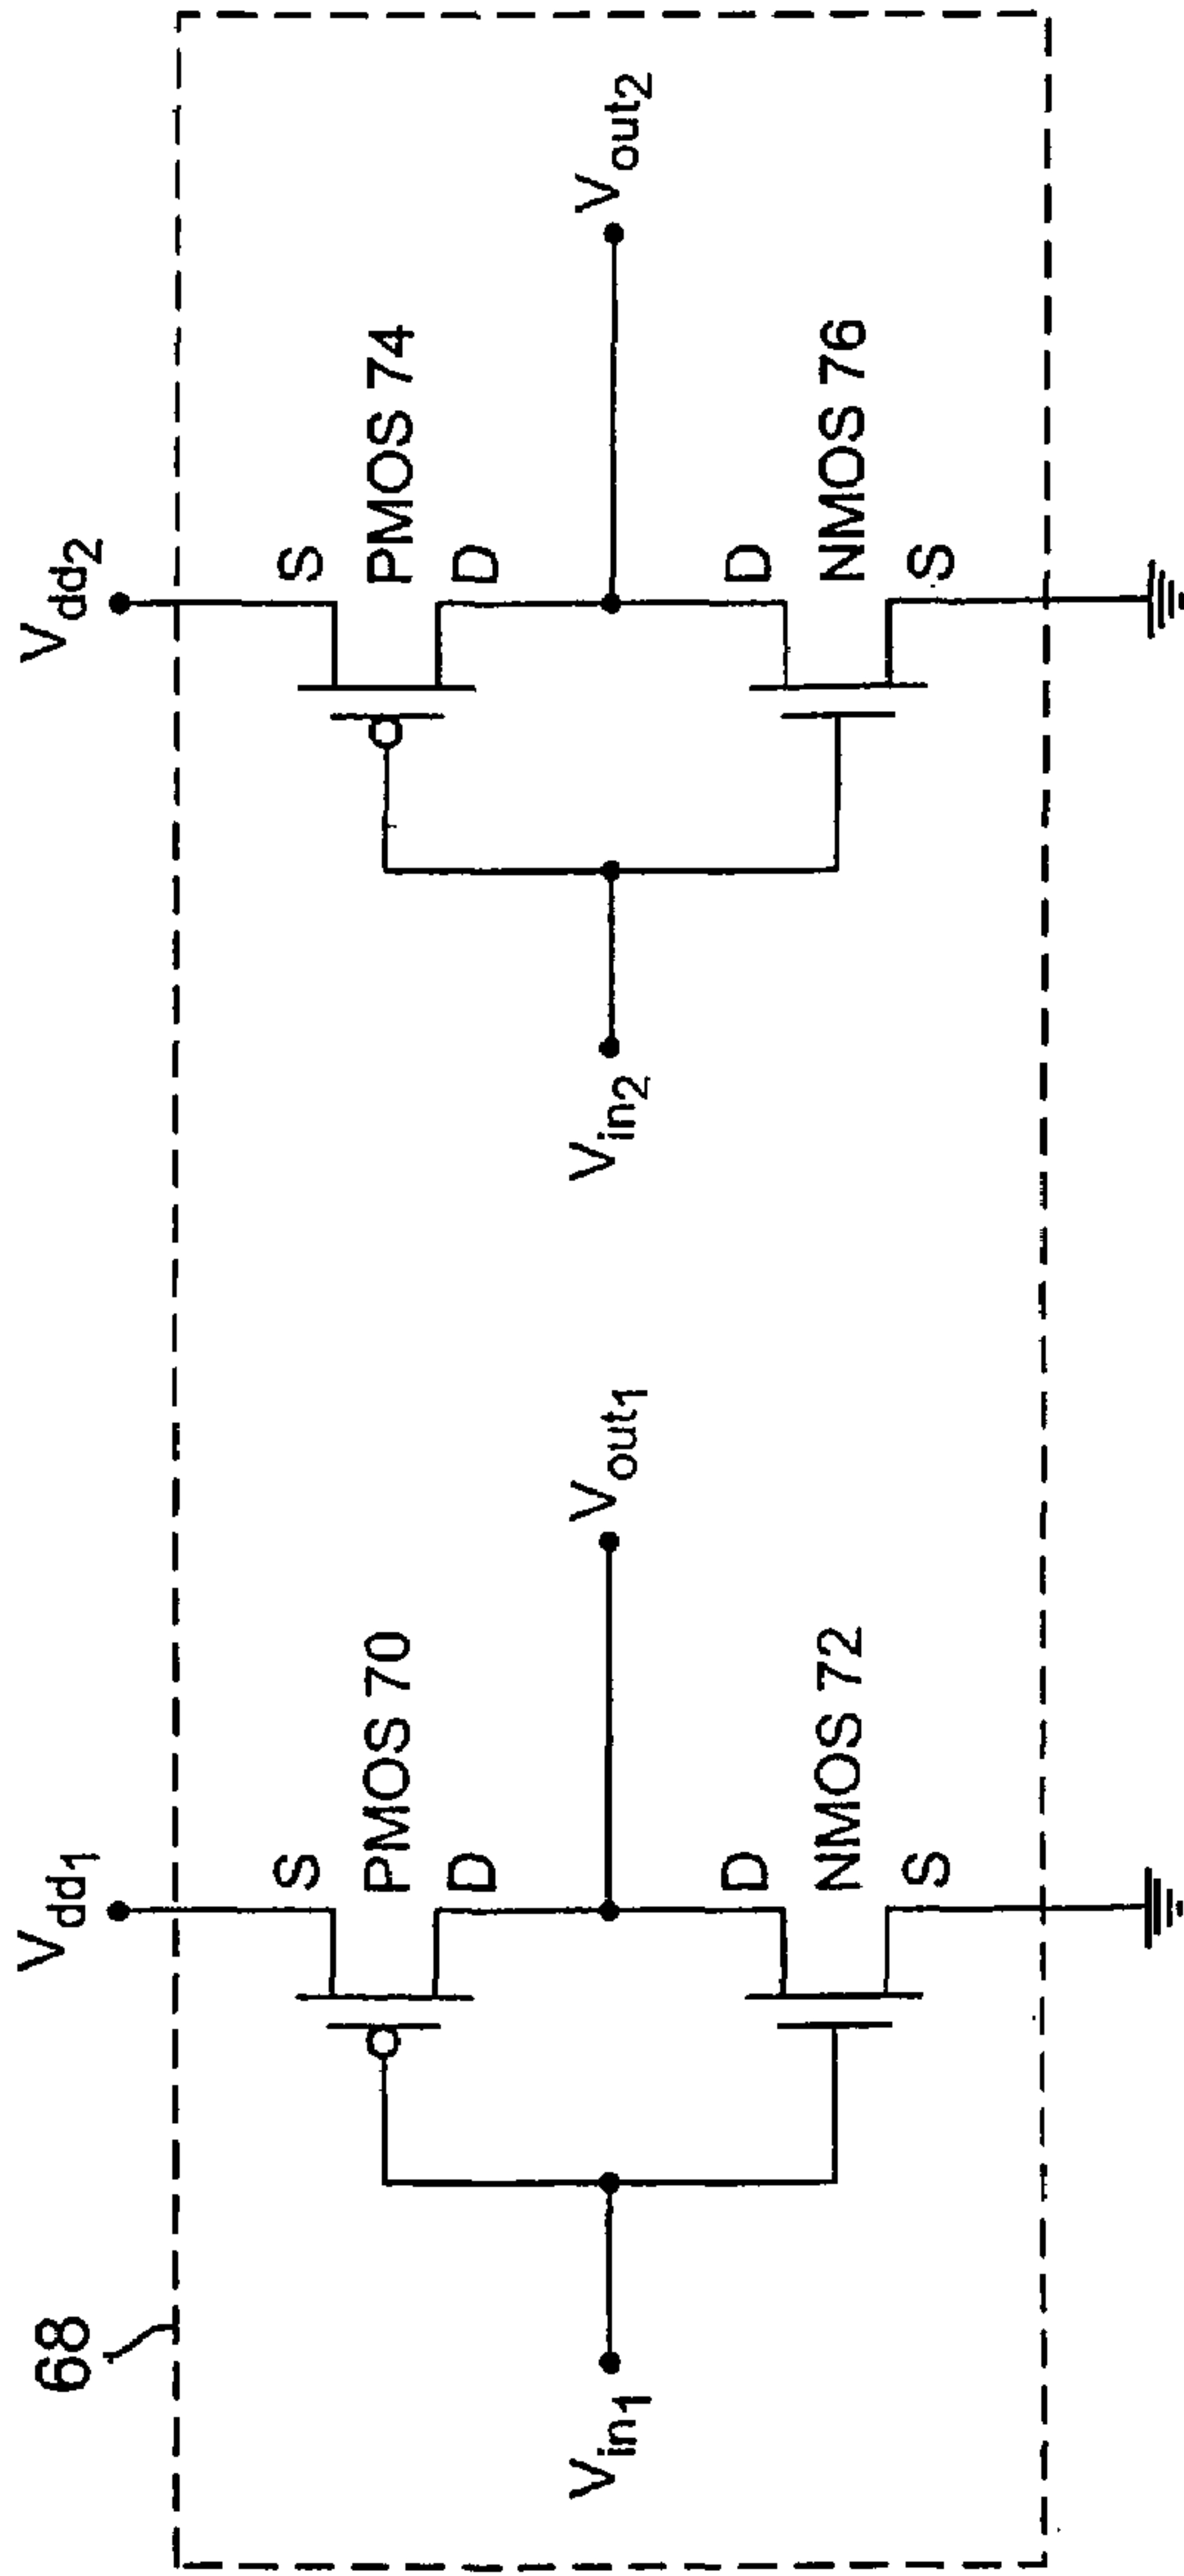 68
Vdd1
S
PMOS 70
D
Vin1
Vout1
D
NMOS 72
S
Vdd2
S
PMOS 74
D
Vin2
Vout2
D
NMOS 76
S